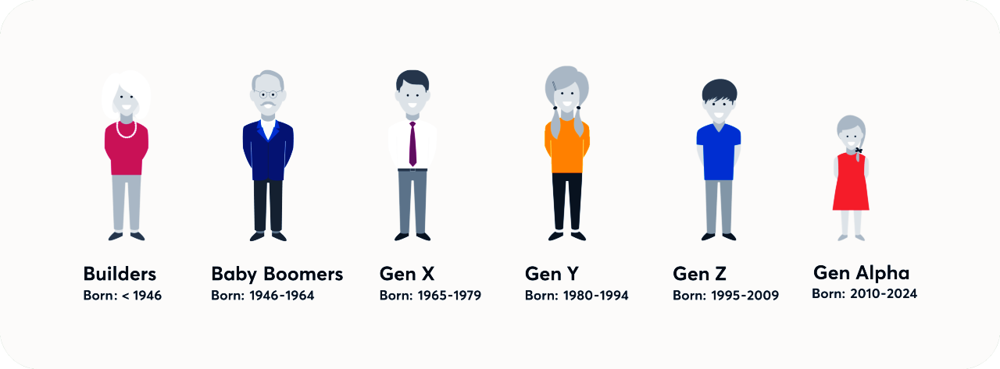 Builders
Born: < 1946
Baby Boomers
Born: 1946-1964
Gen X
Born: 1965-1979
Gen Y
Born: 1980-1994
Gen Z
Born: 1995-2009
Gen Alpha
Born: 2010-2024